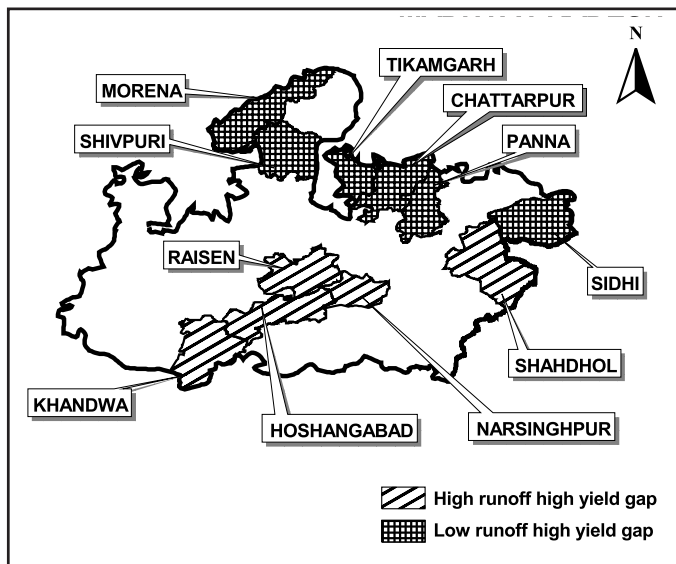 N
TIKAMGARH
MORENA
CHATTARPUR
SHIVPURI
PANNA
RAISEN
SIDHI
SHAHDHOL
KHANDWA
HOSHANGABAD
NARSINGHPUR
High runoff high yield gap
Low runoff high yield gap